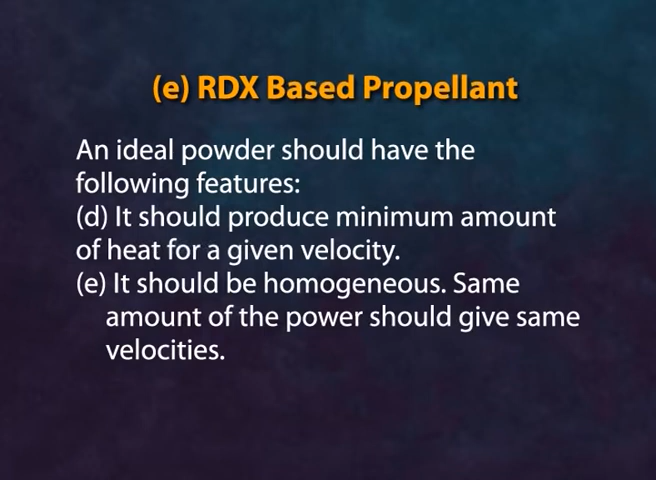 (e) RDX Based Propellant
An ideal powder should have the
following features:
(d) It should produce minimum amount
of heat for a given velocity.
(e) It should be homogeneous. Same
amount of the power should give same
velocities.